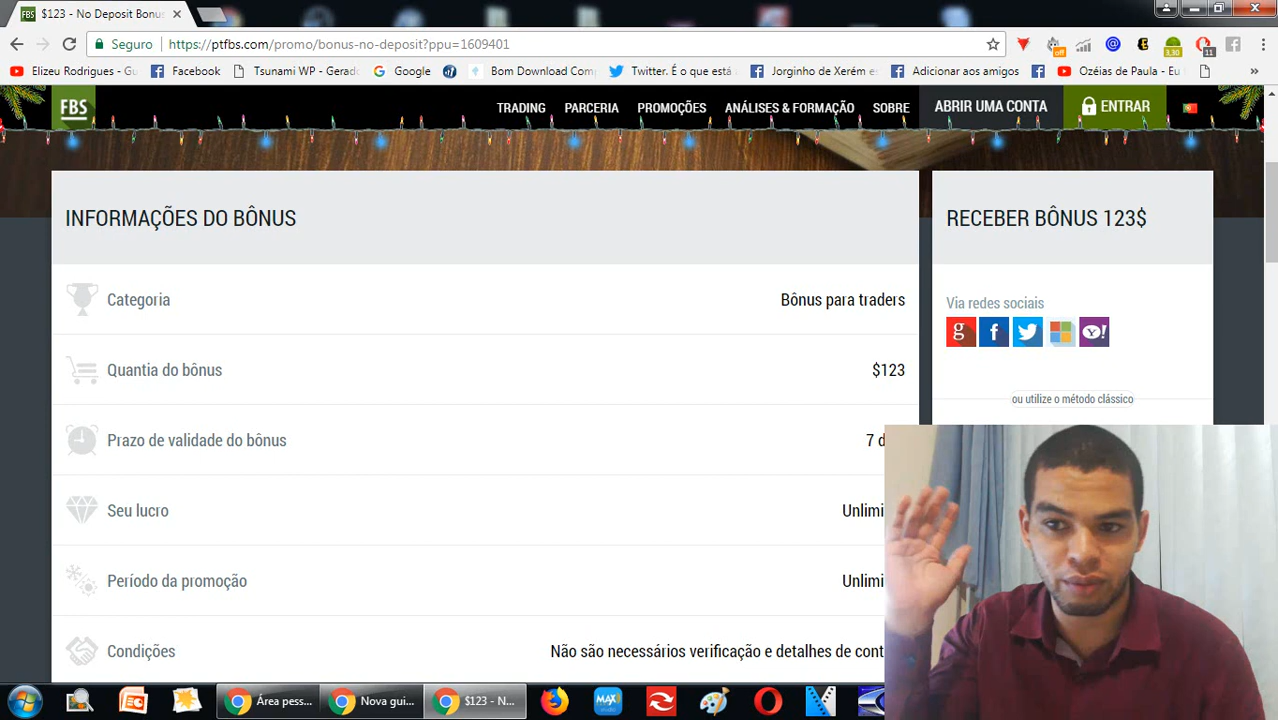 $123 - No Deposit Bonu
Seguro
https://ptfbs.com/promo/bonus-no-deposit?ppu=1609401
off
3,30
11
Elizeu Rodrigues - Gu
Facebook
Tsunami WP - Gerad
Google
Bom Download Com
Twitter. É o que está
Jorginho de Xerém e
Adicionar aos amigos
Ozéias de Paula - Eu
FBS
TRADING
PARCERIA
PROMOÇÕES
ANÁLISES & FORMAÇÃO
SOBRE
ABRIR UMA CONTA
ENTRAR
INFORMAÇÕES DO BÔNUS
Categoria
Bônus para traders
Quantia do bônus
$123
Prazo de validade do bônus
7 d
Seu lucro
Unlimi
Período da promoção
Unlimi
Condições
Não são necessários verificação e detalhes de cont
RECEBER BÔNUS 123$
Via redes sociais
ou utilize o método clássico
Área pess...
Nova gui...
$123 - N...
MAX